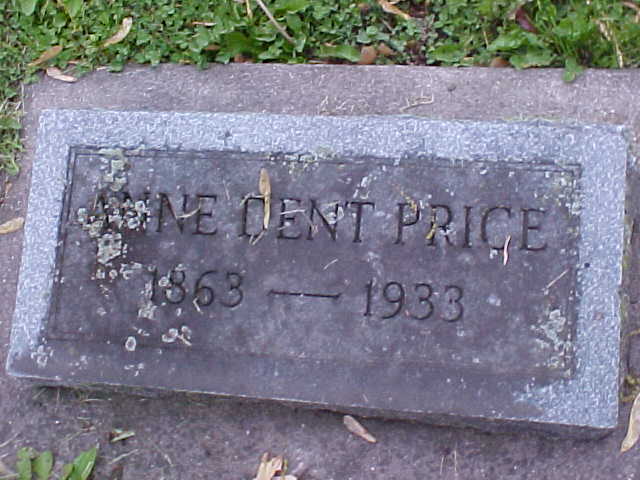 ANNE DENT PRICE
1863 — 1933